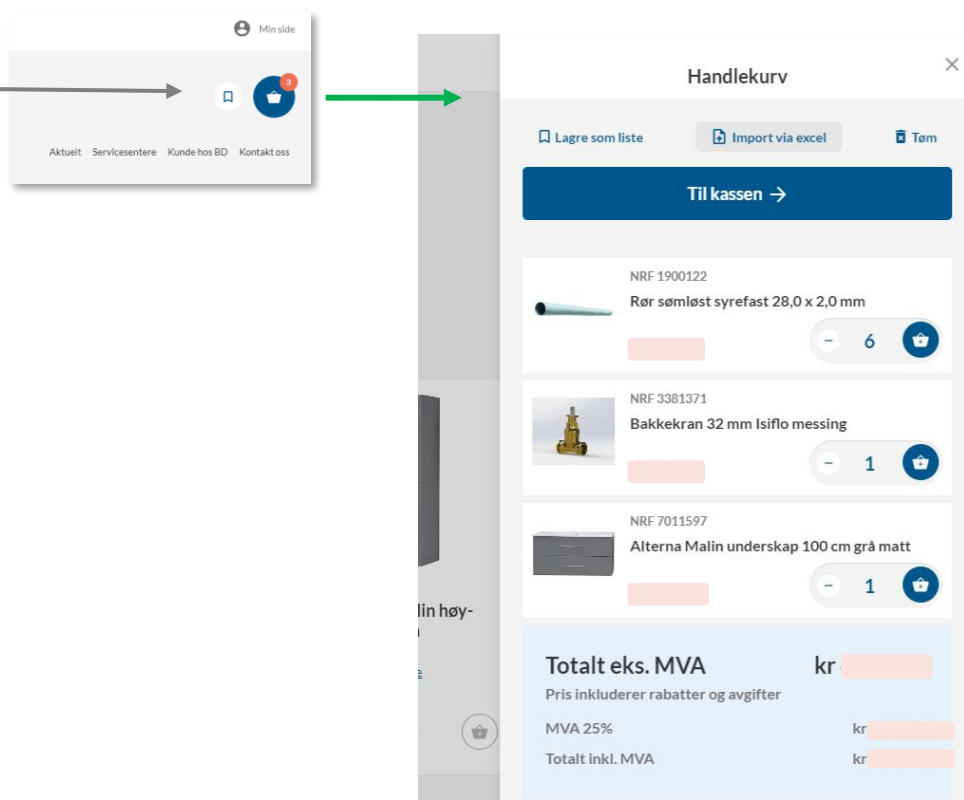 Min side
3
Aktuelt Servicesentere Kunde hos BD Kontakt oss
Handlekurv
Lagre som liste Import via excel Tøm
Til kassen →
NRF 1900122
Rør sømløst syrefast 28,0 x 2,0 mm
− 6
NRF 3381371
Bakkekran 32 mm Isiflo messing
− 1
NRF 7011597
Alterna Malin underskap 100 cm grå matt
− 1
lin høy-
Totalt eks. MVA kr
Pris inkluderer rabatter og avgifter
MVA 25% kr
Totalt inkl. MVA kr